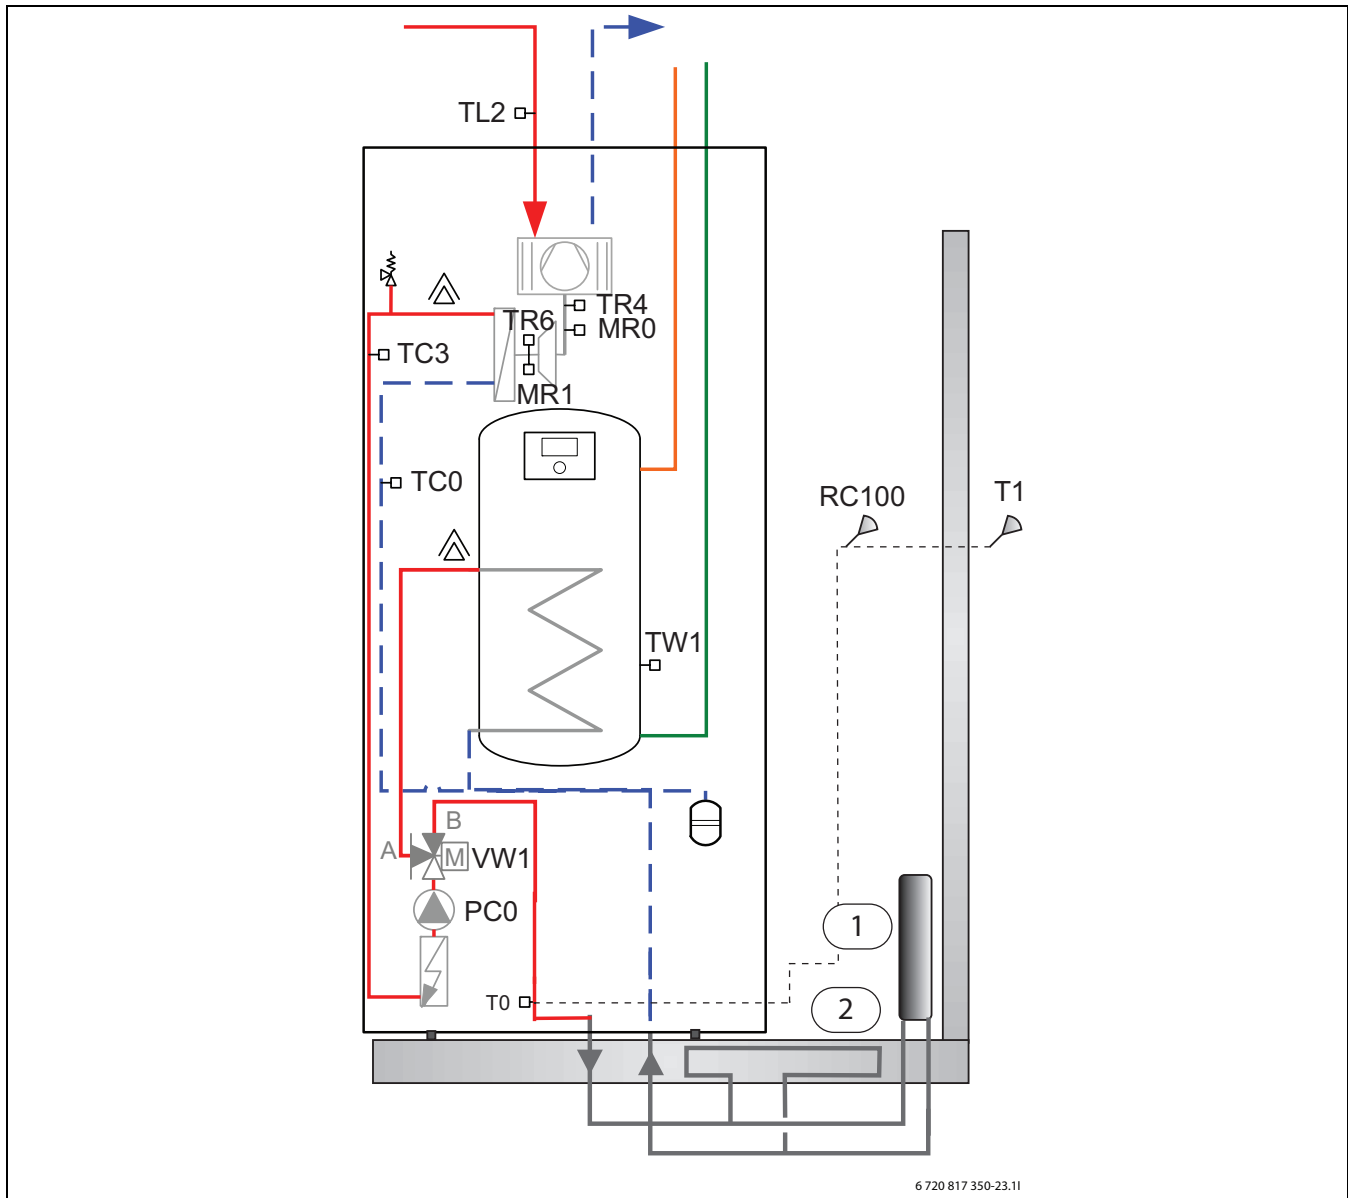 TL2
TR4
TR6
MR0
TC3
MR1
TC0
RC100
T1
TW1
B
A
M
VW1
PC0
1
T0
2
6 720 817 350-23.1I